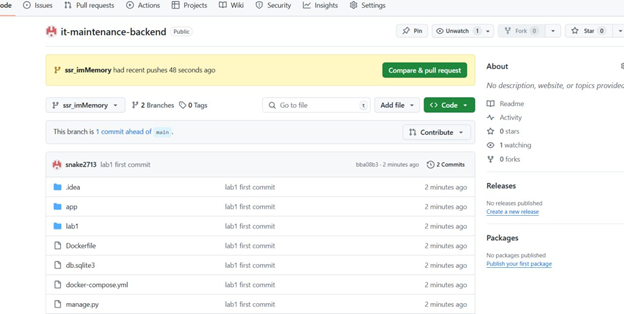 ode Issues Pull requests Actions Projects Wiki Security Insights Settings
it-maintenance-backend Public Pin Unwatch 1 Fork 0 Star 0
ssr_imMemory had recent pushes 48 seconds ago Compare & pull request
ssr_imMemory 2 Branches 0 Tags Go to file t Add file Code
This branch is 1 commit ahead of main . Contribute
snake2713 lab1 first commit bba08b3 · 2 minutes ago 2 Commits
.idea lab1 first commit 2 minutes ago
app lab1 first commit 2 minutes ago
lab1 lab1 first commit 2 minutes ago
Dockerfile lab1 first commit 2 minutes ago
db.sqlite3 lab1 first commit 2 minutes ago
docker-compose.yml lab1 first commit 2 minutes ago
manage.py lab1 first commit 2 minutes ago
About
No description, website, or topics provided
Readme
Activity
0 stars
1 watching
0 forks
Releases
No releases published
Create a new release
Packages
No packages published
Publish your first package